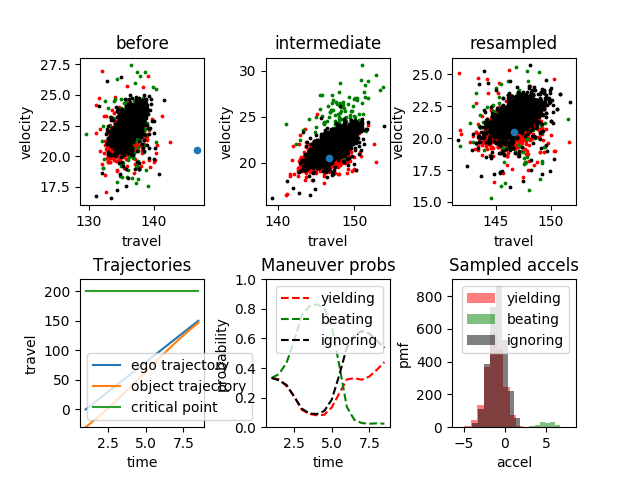 before
velocity
27.5
25.0
22.5
20.0
17.5
130
140
travel
intermediate
velocity
30
25
20
140
150
travel
resampled
velocity
25.0
22.5
20.0
17.5
15.0
145
150
travel
Trajectories
travel
200
150
100
50
0
2.5
5.0
7.5
time
ego trajectory
object trajectory
critical point
Maneuver probs
probability
1.0
0.8
0.6
0.4
0.2
0.0
2.5
5.0
7.5
time
yielding
beating
ignoring
Sampled accels
pmf
800
600
400
200
0
−5
0
5
accel
yielding
beating
ignoring